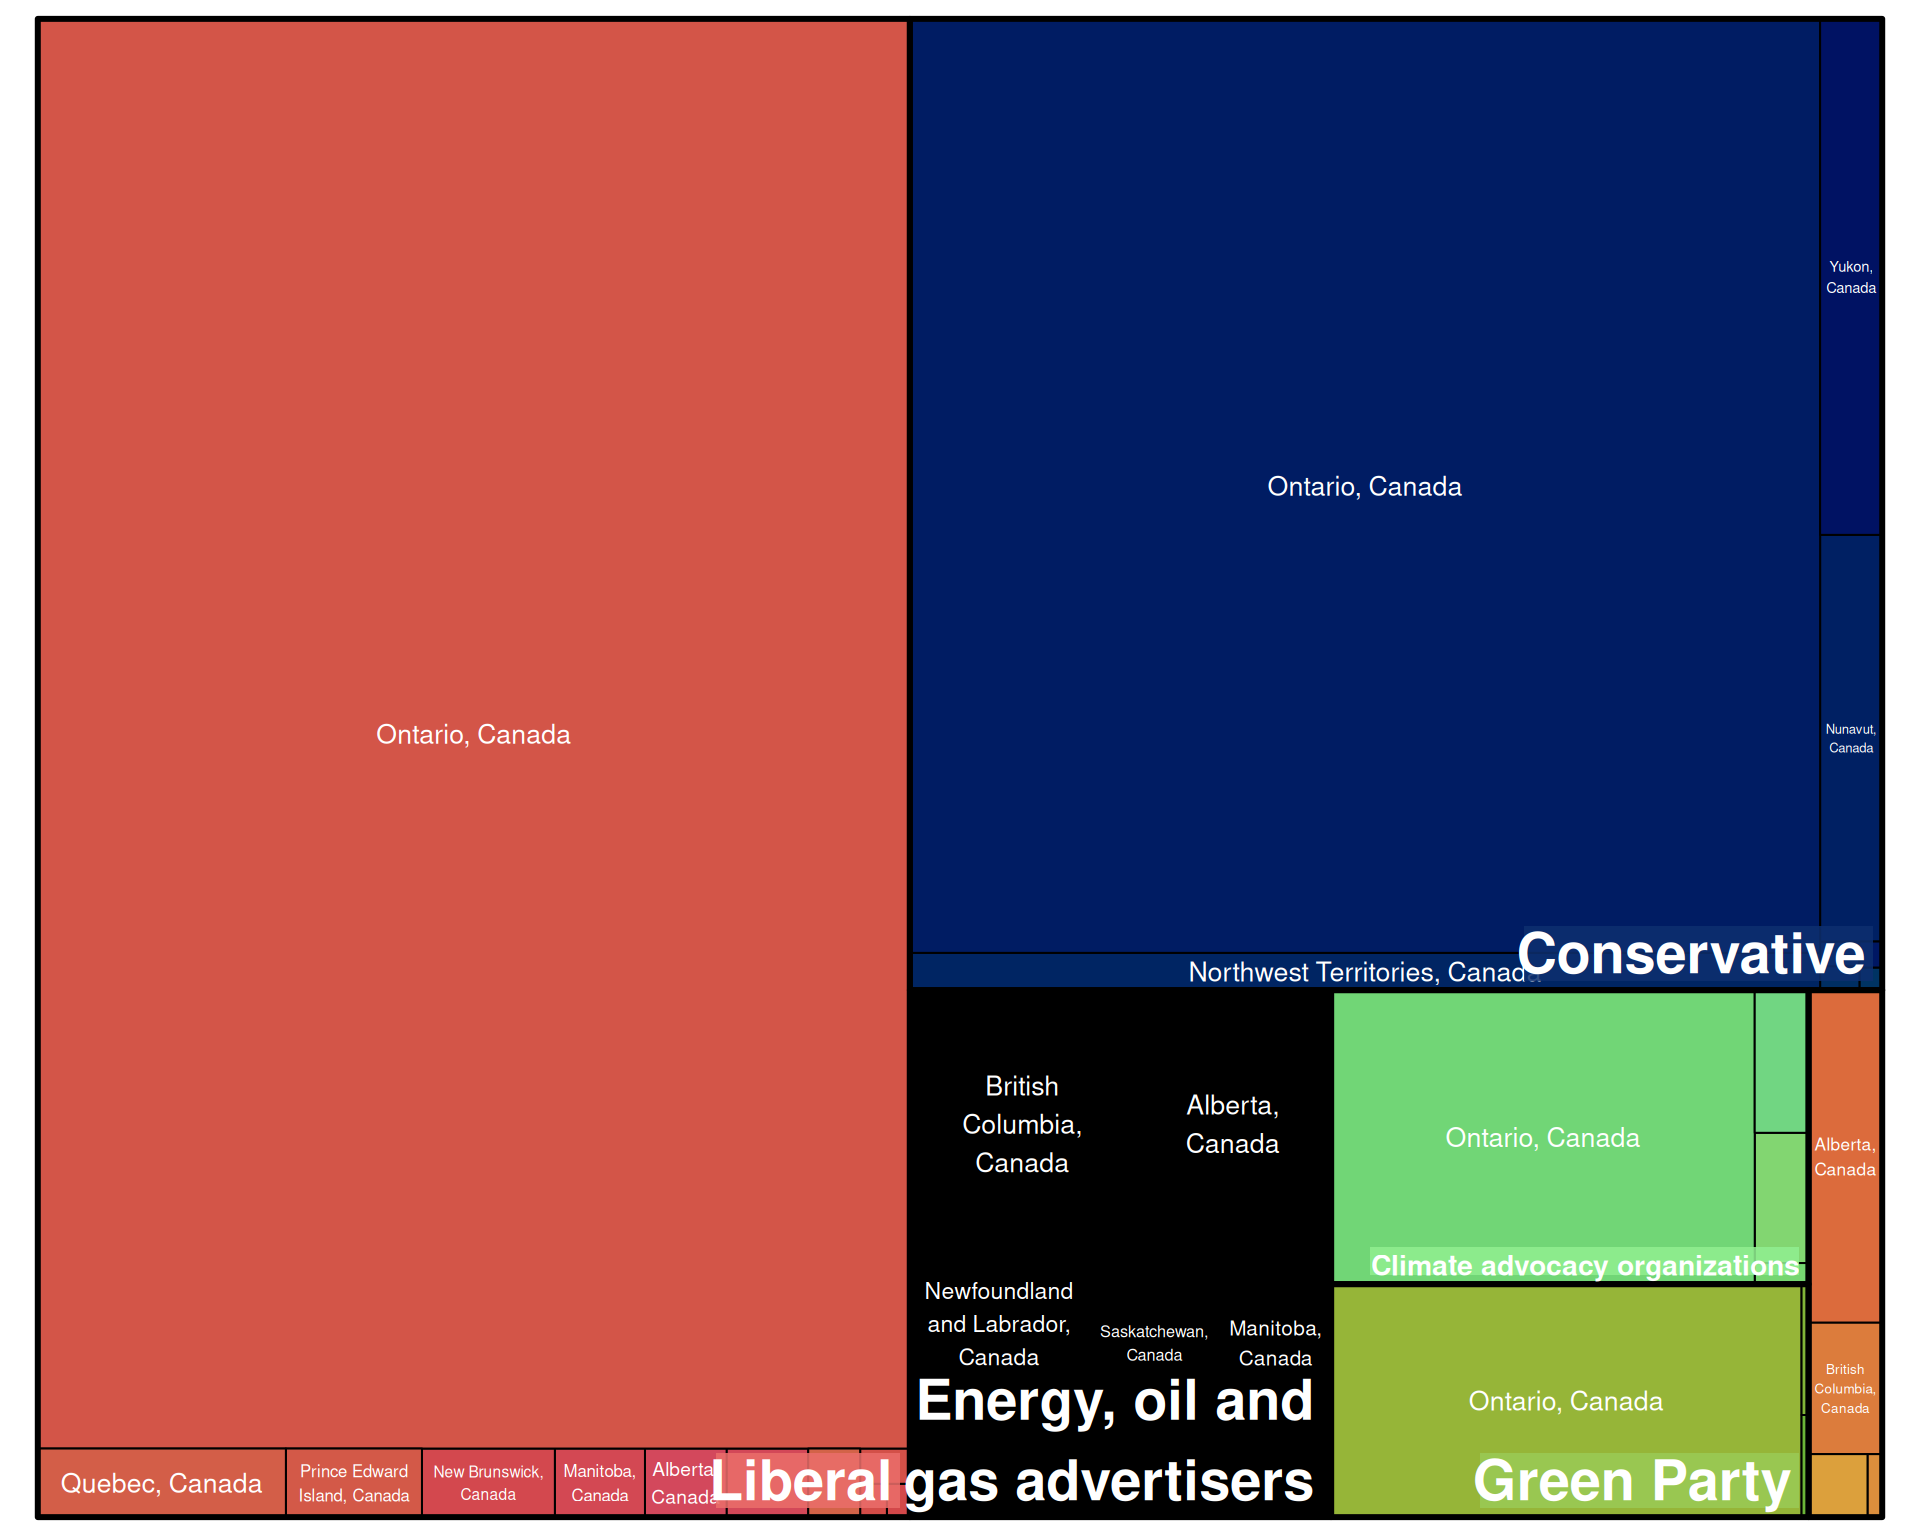 Ontario, Canada
Quebec, Canada
Prince Edward
Island, Canada
New Brunswick,
Canada
Manitoba,
Canada
Alberta
Canada
Liberal
Ontario, Canada
Yukon,
Canada
Nunavut,
Canada
Northwest Territories, Canada
Conservative
British
Columbia,
Canada
Alberta,
Canada
Newfoundland
and Labrador,
Canada
Saskatchewan,
Canada
Manitoba,
Canada
Energy, oil and
gas advertisers
Ontario, Canada
Climate advocacy organizations
Ontario, Canada
Green Party
Alberta,
Canada
British
Columbia,
Canada